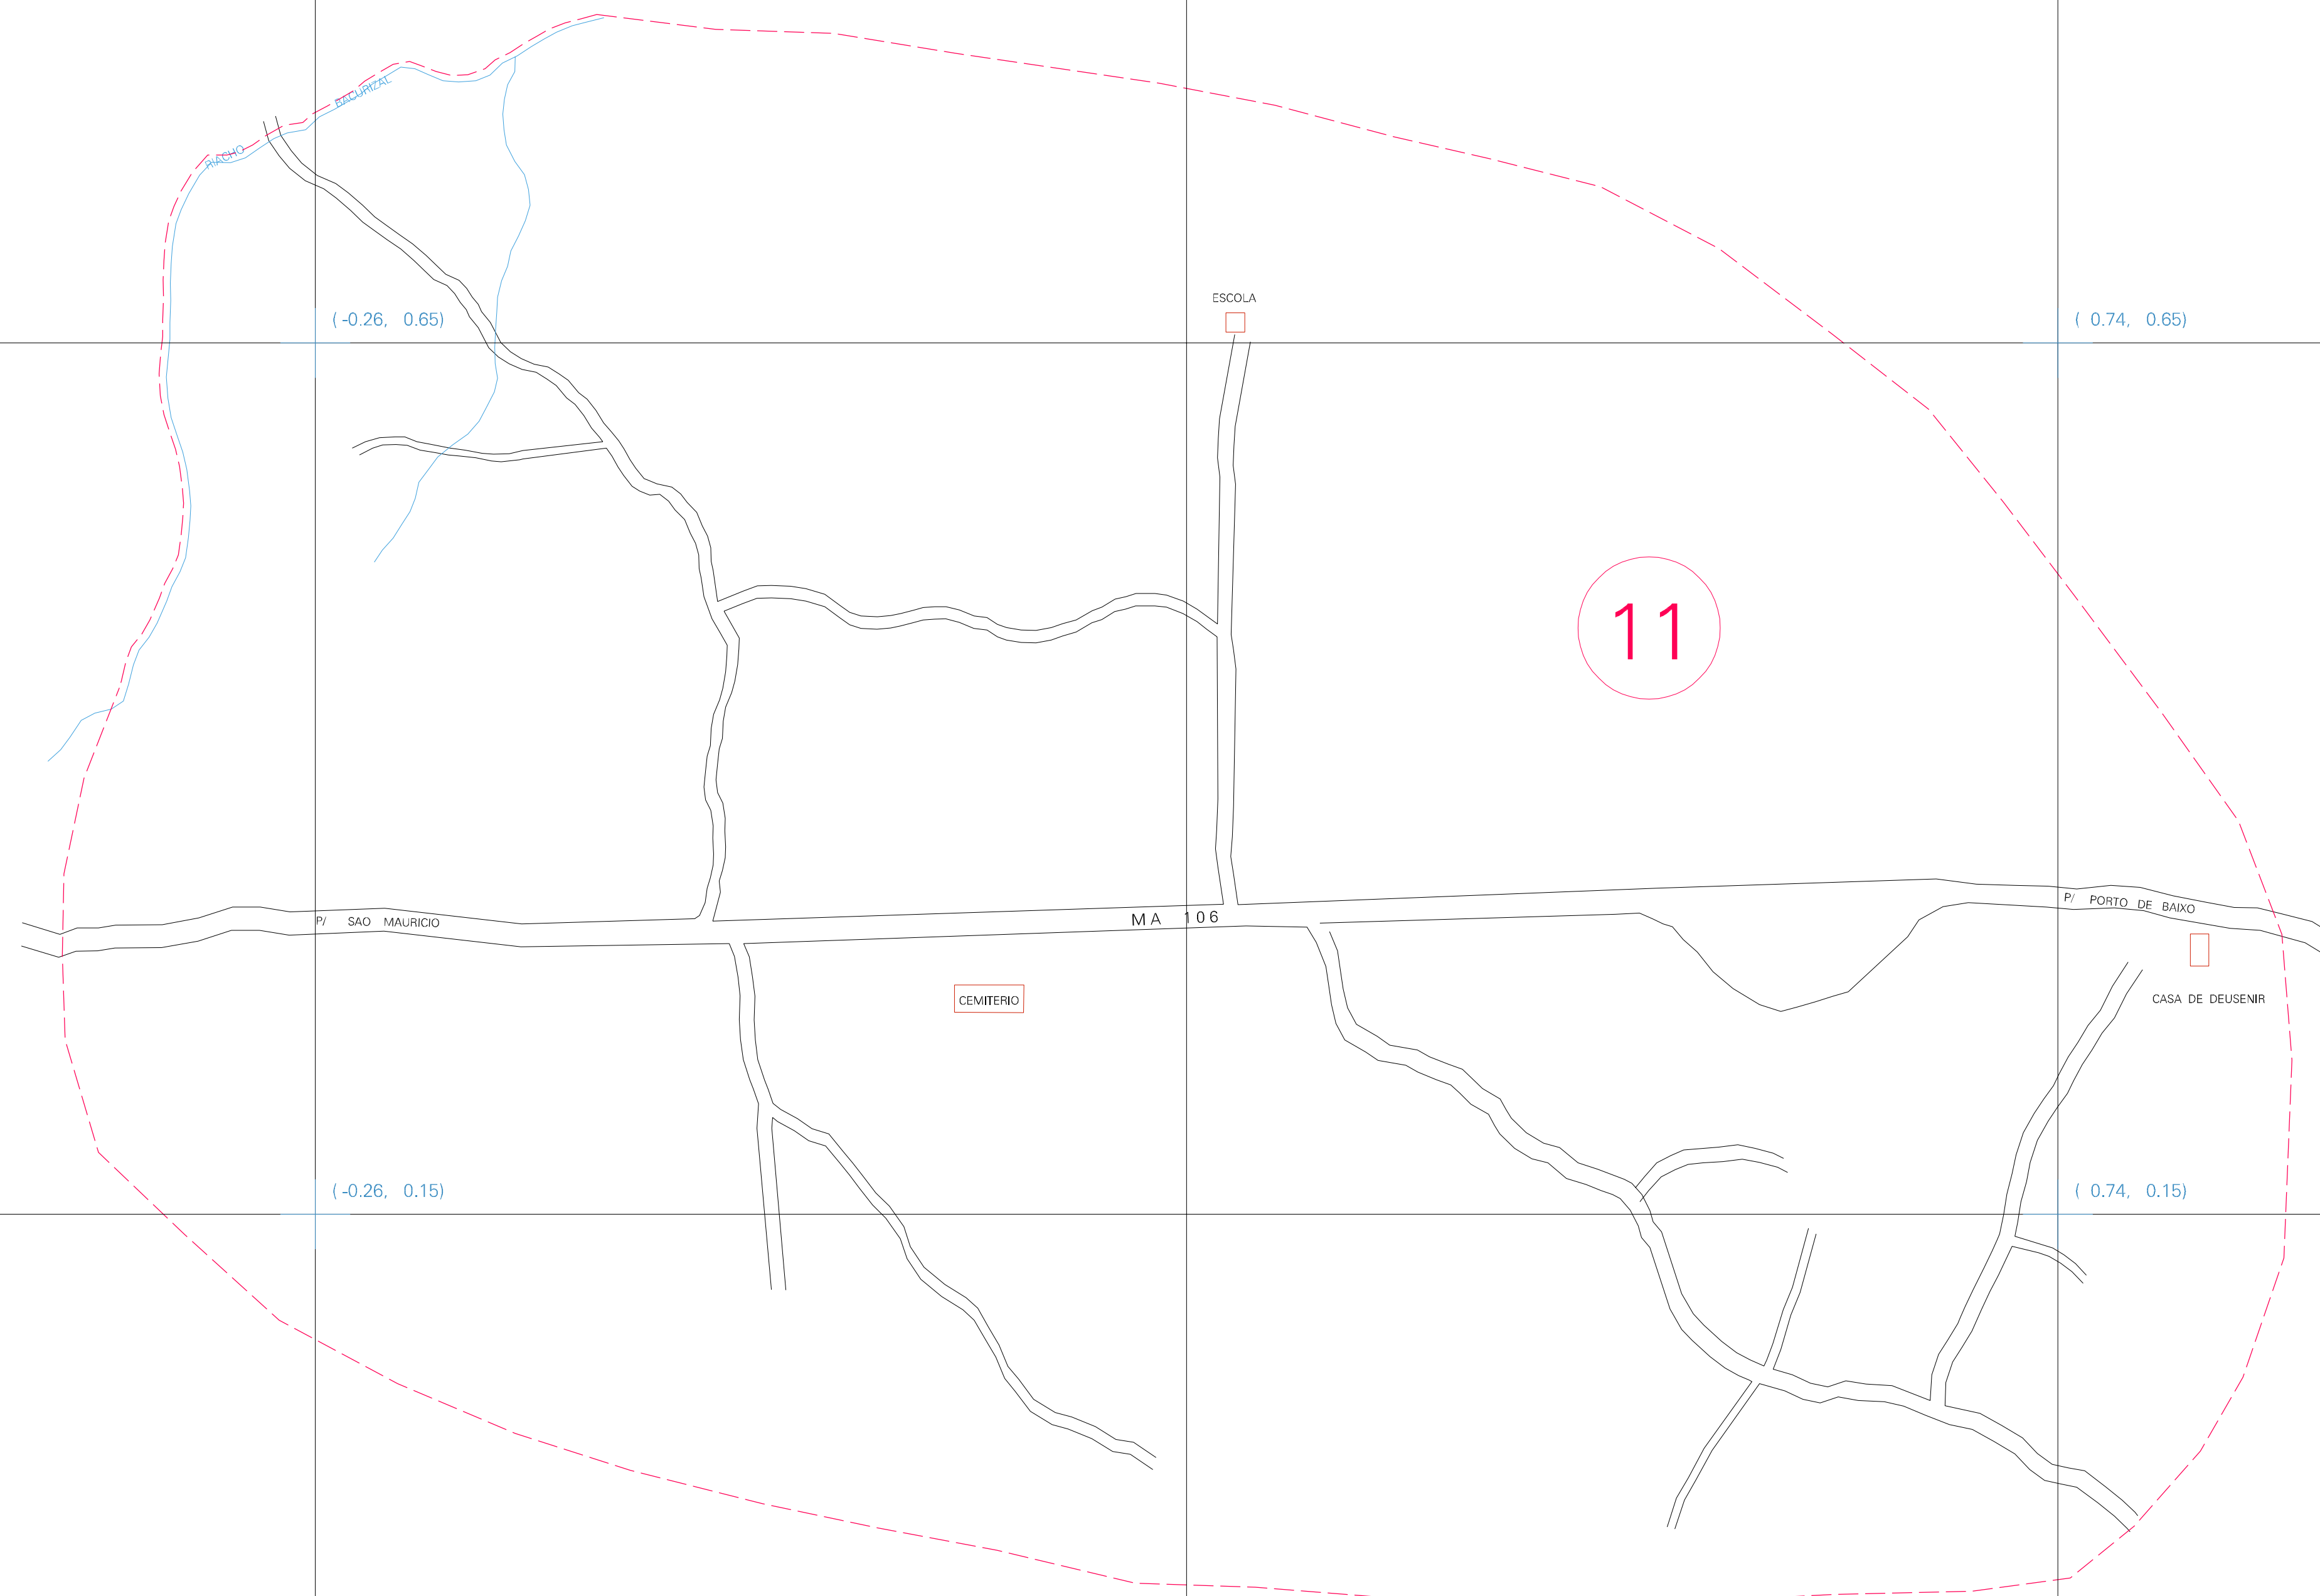 BACURIZAL
RIACHO
ESCOLA
( -0.26, 0.65)
( 0.74, 0.65)
11
P/ SAO MAURICIO
MA 106
P/ PORTO DE BAIXO
CEMITERIO
CASA DE DEUSENIR
( -0.26, 0.15)
( 0.74, 0.15)